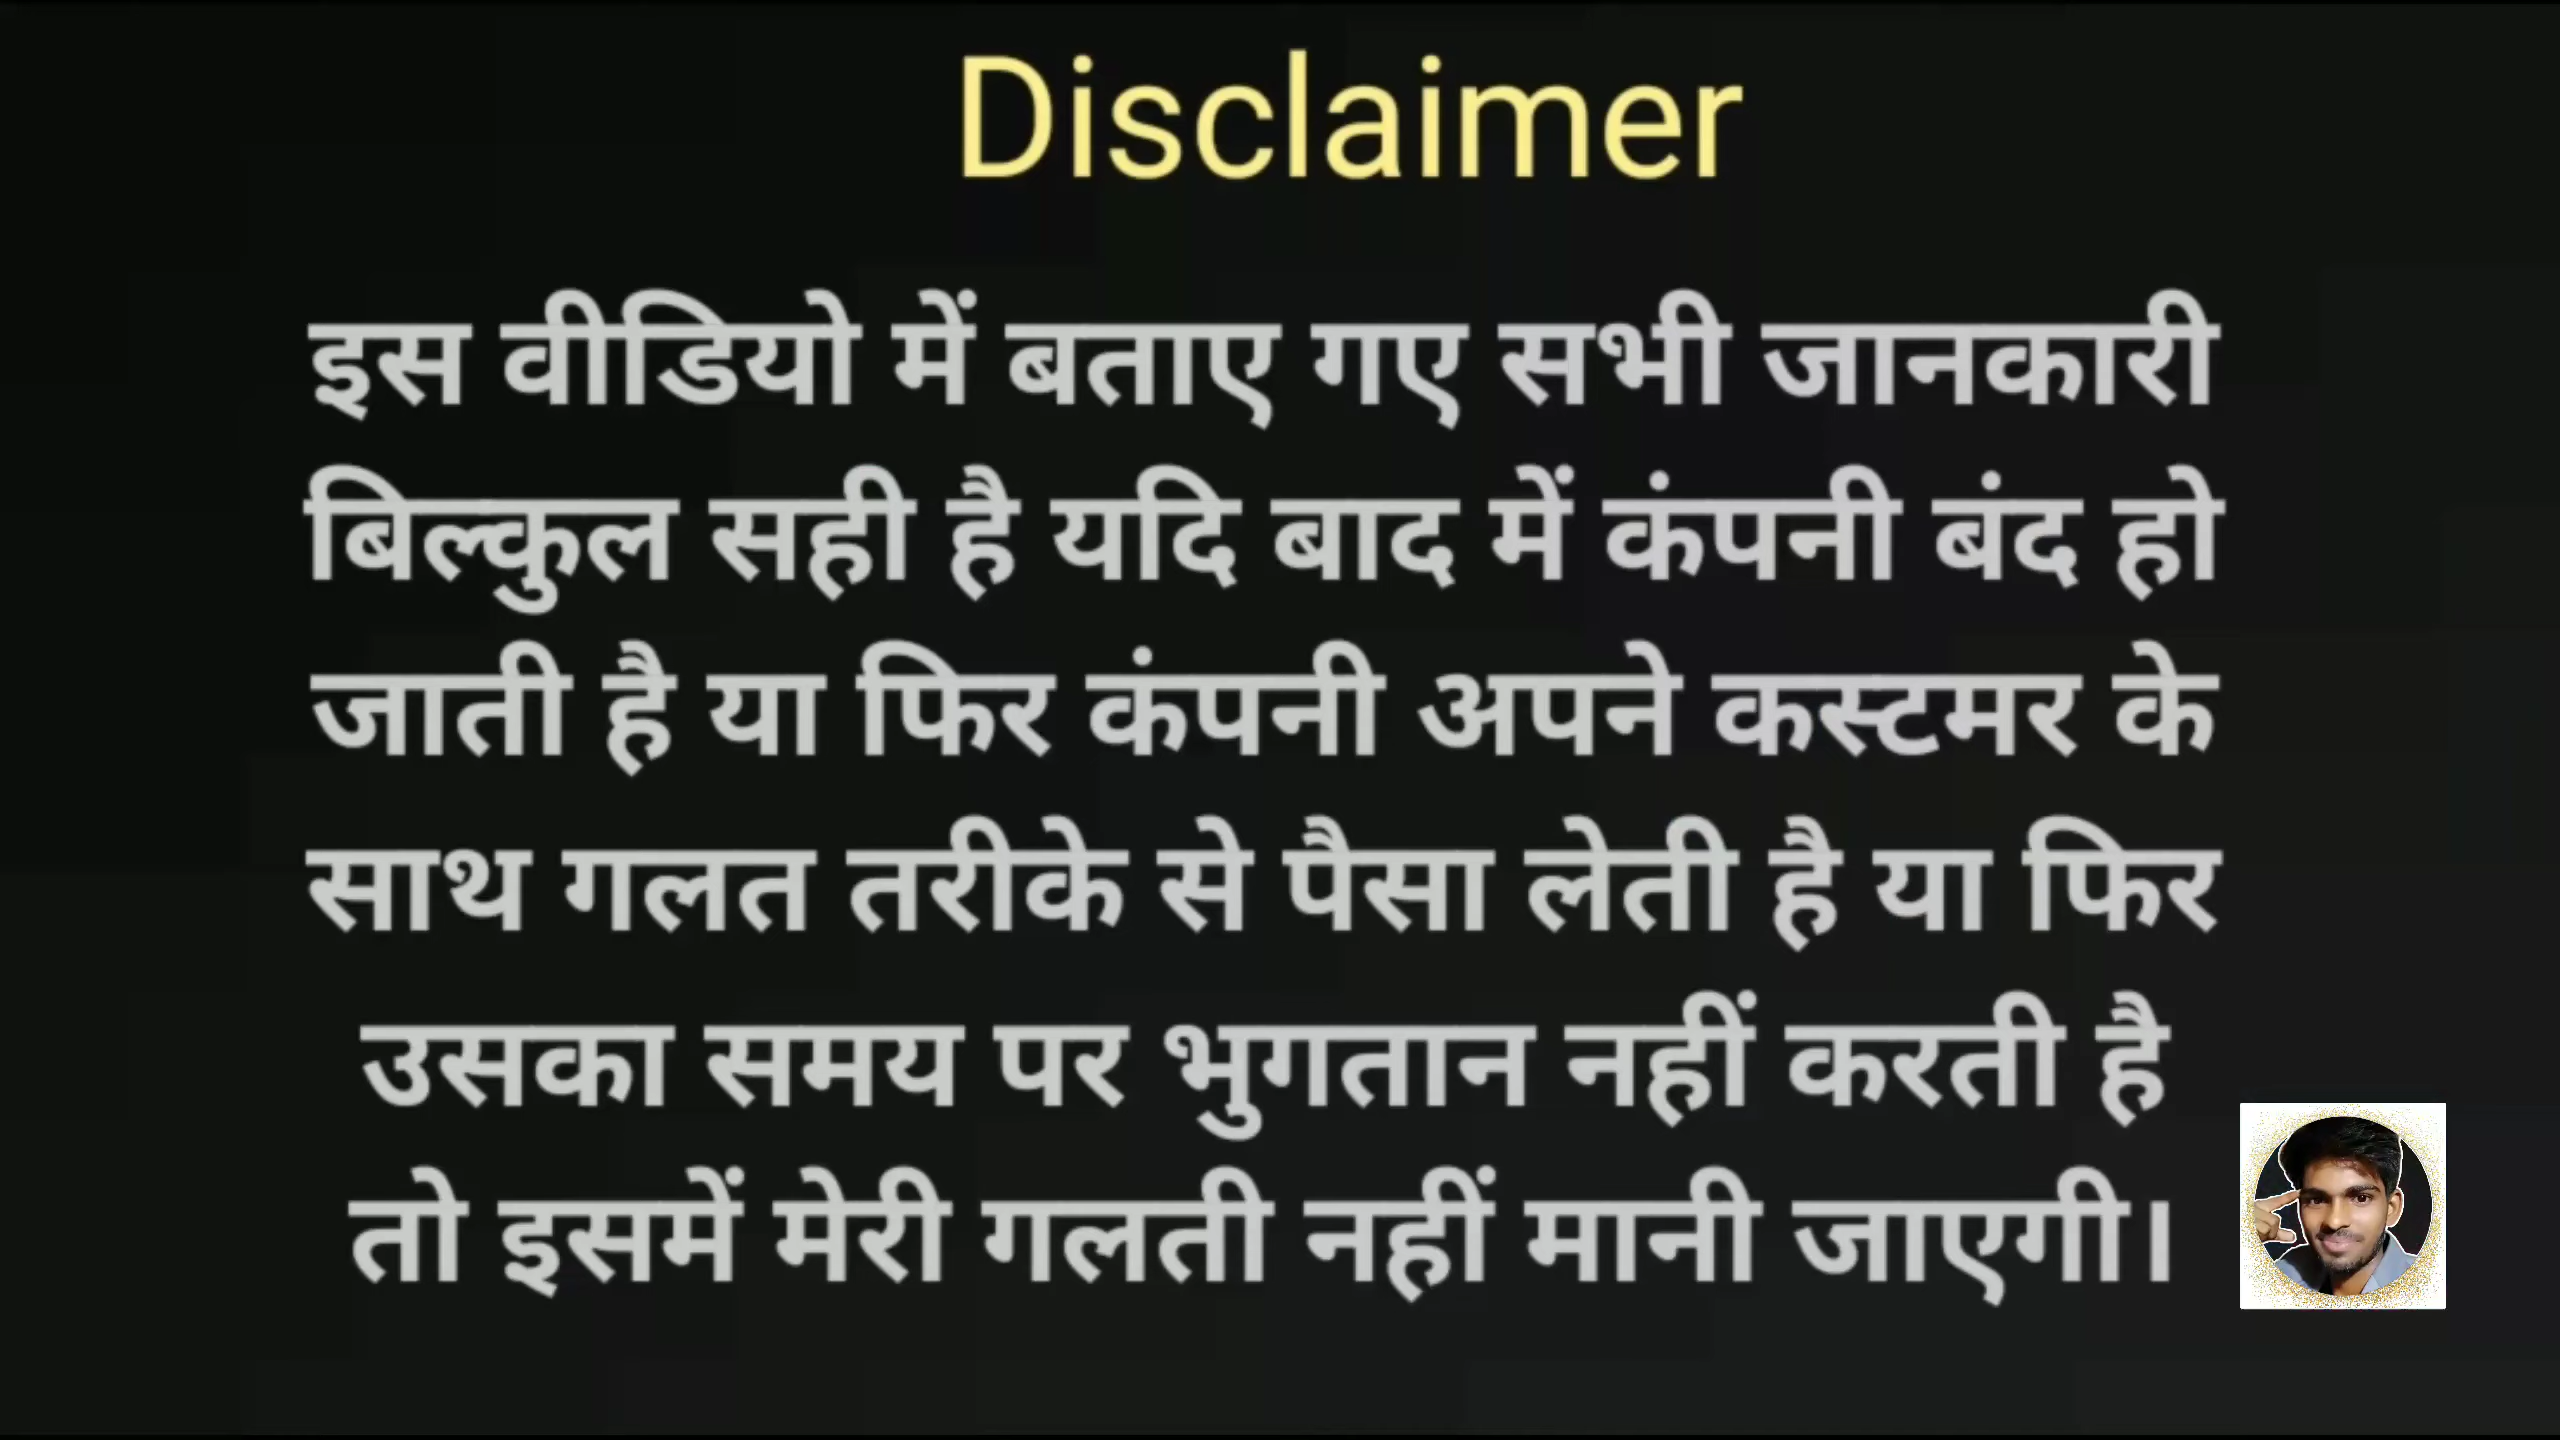 Disclaimer
इस वीडियो में बताए गए सभी जानकारी
बिल्कुल सही है यदि बाद में कंपनी बंद हो
जाती है या फिर कंपनी अपने कस्टमर के
साथ गलत तरीके से पैसा लेती है या फिर
उसका समय पर भुगतान नहीं करती है
तो इसमें मेरी गलती नहीं मानी जाएगी।